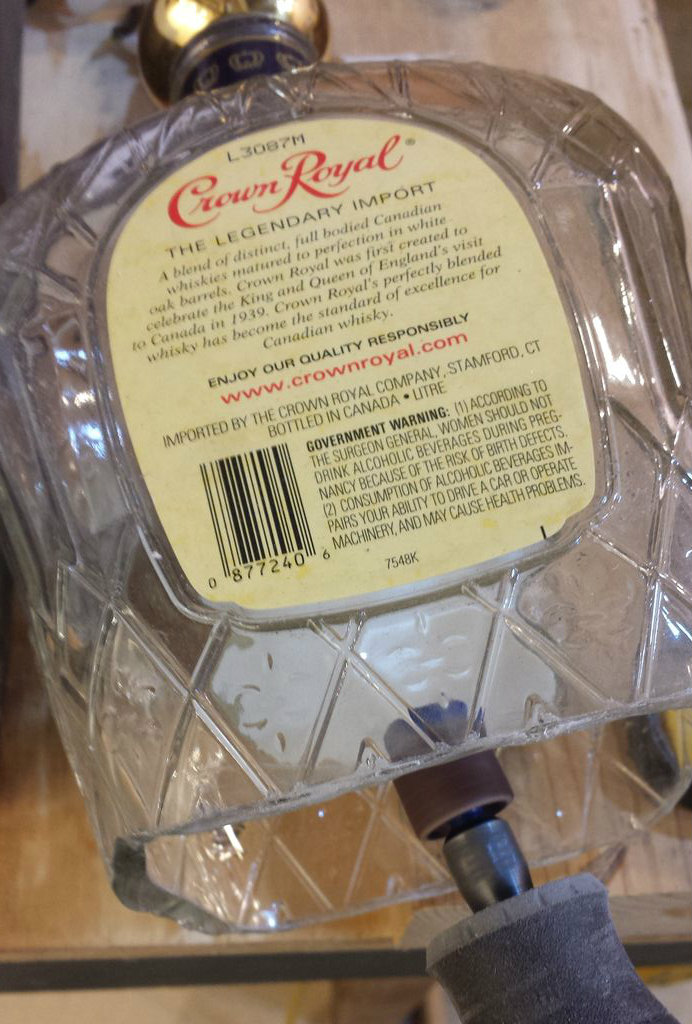 L3087M
Crown Royal®
THE LEGENDARY IMPORT
A blend of distinct, full bodied Canadian
whiskies matured to perfection in white
oak barrels. Crown Royal was first created to
celebrate the King and Queen of England's visit
to Canada in 1939. Crown Royal's perfectly blended
whisky has become the standard of excellence for
Canadian whisky.
ENJOY OUR QUALITY RESPONSIBLY
www.crownroyal.com
IMPORTED BY THE CROWN ROYAL COMPANY, STAMFORD, CT
BOTTLED IN CANADA • LITRE
GOVERNMENT WARNING: (1) ACCORDING TO
THE SURGEON GENERAL, WOMEN SHOULD NOT
DRINK ALCOHOLIC BEVERAGES DURING PREG-
NANCY BECAUSE OF THE RISK OF BIRTH DEFECTS.
(2) CONSUMPTION OF ALCOHOLIC BEVERAGES IM-
PAIRS YOUR ABILITY TO DRIVE A CAR OR OPERATE
MACHINERY, AND MAY CAUSE HEALTH PROBLEMS.
0 877240 6
7548K